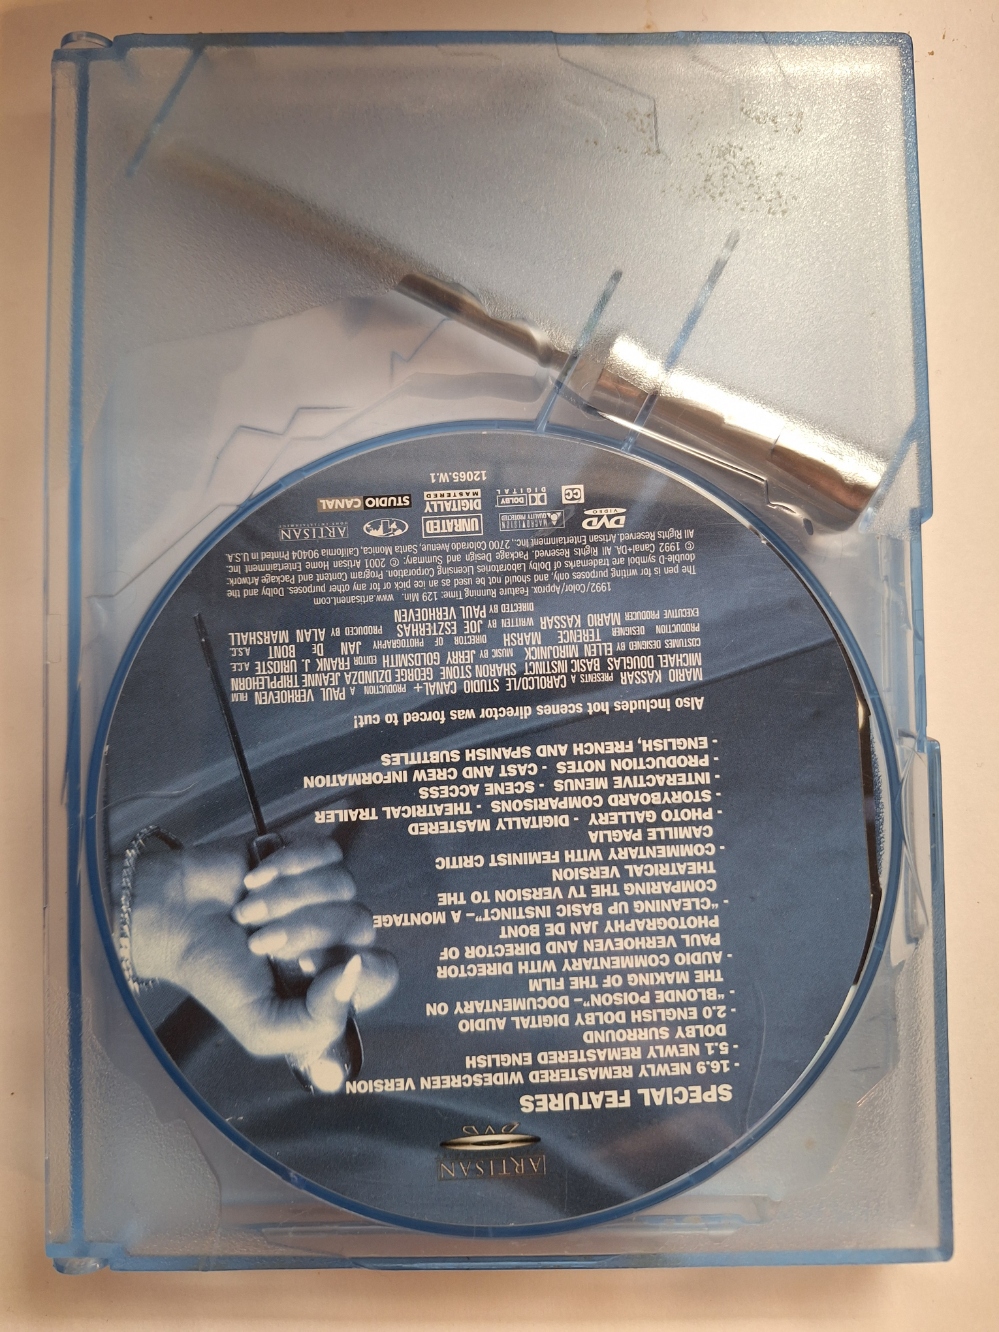 ARTISAN
DVD
SPECIAL FEATURES
- 16.9 NEWLY REMASTERED WIDESCREEN VERSION
- 5.1 NEWLY REMASTERED ENGLISH
DOLBY SURROUND
- 2.0 ENGLISH DOLBY DIGITAL AUDIO
- "BLONDE POISON" – DOCUMENTARY ON
THE MAKING OF THE FILM
- AUDIO COMMENTARY WITH DIRECTOR
PAUL VERHOEVEN AND DIRECTOR OF
PHOTOGRAPHY JAN DE BONT
- "CLEANING UP BASIC INSTINCT" – A MONTAGE
COMPARING THE TV VERSION TO THE
THEATRICAL VERSION
- COMMENTARY WITH FEMINIST CRITIC
CAMILLE PAGLIA
- PHOTO GALLERY - DIGITALLY MASTERED
- STORYBOARD COMPARISONS - THEATRICAL TRAILER
- INTERACTIVE MENUS - SCENE ACCESS
- PRODUCTION NOTES - CAST AND CREW INFORMATION
- ENGLISH, FRENCH AND SPANISH SUBTITLES
Also includes hot scenes director was forced to cut!
MARIO KASSAR PRESENTS A CAROLCO/LE STUDIO CANAL+ PRODUCTION A PAUL VERHOEVEN FILM
MICHAEL DOUGLAS BASIC INSTINCT SHARON STONE GEORGE DZUNDZA JEANNE TRIPPLEHORN
COSTUMES DESIGNED BY ELLEN MIROJNICK MUSIC BY JERRY GOLDSMITH EDITOR FRANK J. URIOSTE A.C.E.
PRODUCTION DESIGNER TERENCE MARSH DIRECTOR OF PHOTOGRAPHY JAN DE BONT A.S.C.
EXECUTIVE PRODUCER MARIO KASSAR WRITTEN BY JOE ESZTERHAS PRODUCED BY ALAN MARSHALL
DIRECTED BY PAUL VERHOEVEN
1992/Color/Approx. Feature Running Time: 129 Min. www.artisanent.com
This pen is for writing purposes only, and should not be used as an ice pick or for any other purposes. Dolby and the
double-D symbol are trademarks of Dolby Laboratories Licensing Corporation. Program Content and Package Artwork:
© 1992 Canal+DA. All Rights Reserved. Package Design and Summary: © 2001 Artisan Home Entertainment Inc.
All Rights Reserved. Artisan Entertainment Inc., 2700 Colorado Avenue, Santa Monica, California 90404 Printed in U.S.A.
DVD VIDEO
MACROVISION QUALITY PROTECTION
UNRATED
ARTISAN HOME ENTERTAINMENT
CC
DOLBY DIGITAL
DIGITALLY MASTERED
STUDIO CANAL
12065.W.1